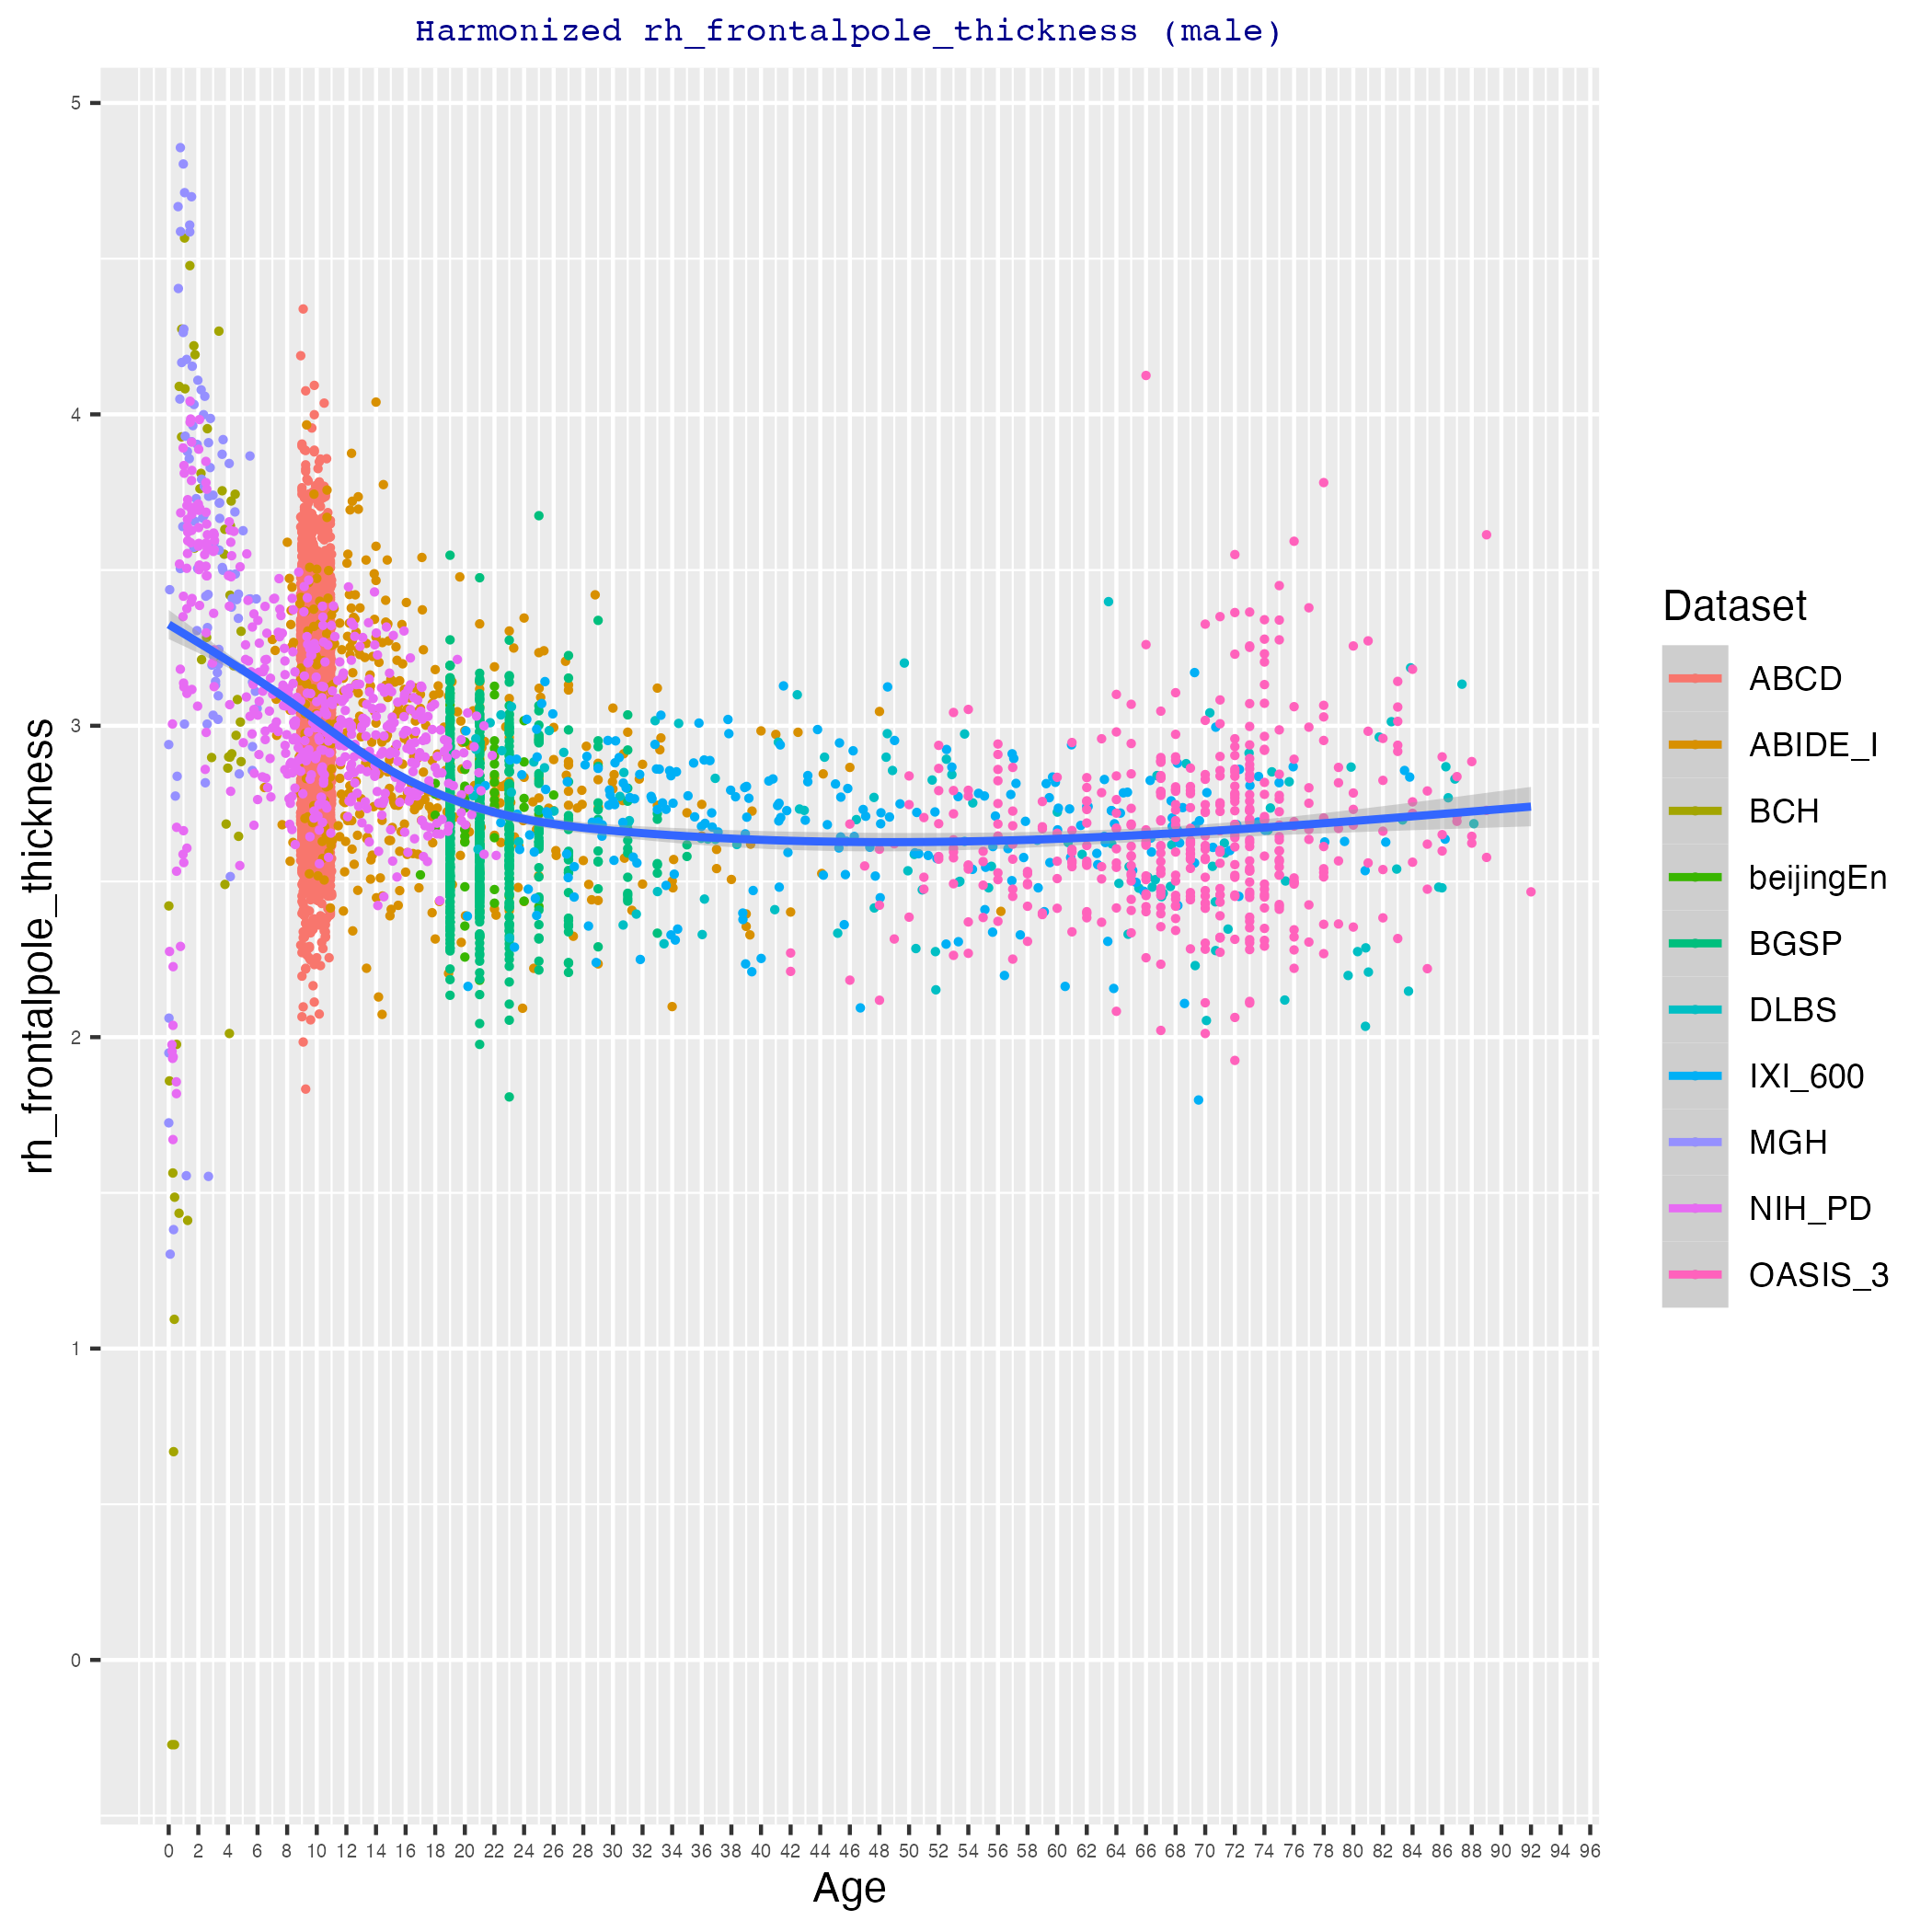 Harmonized rh_frontalpole_thickness (male)
rh_frontalpole_thickness
5
4
3
2
1
0
0 2 4 6 8 10 12 14 16 18 20 22 24 26 28 30 32 34 36 38 40 42 44 46 48 50 52 54 56 58 60 62 64 66 68 70 72 74 76 78 80 82 84 86 88 90 92 94 96
Age
Dataset
ABCD
ABIDE_I
BCH
beijingEn
BGSP
DLBS
IXI_600
MGH
NIH_PD
OASIS_3